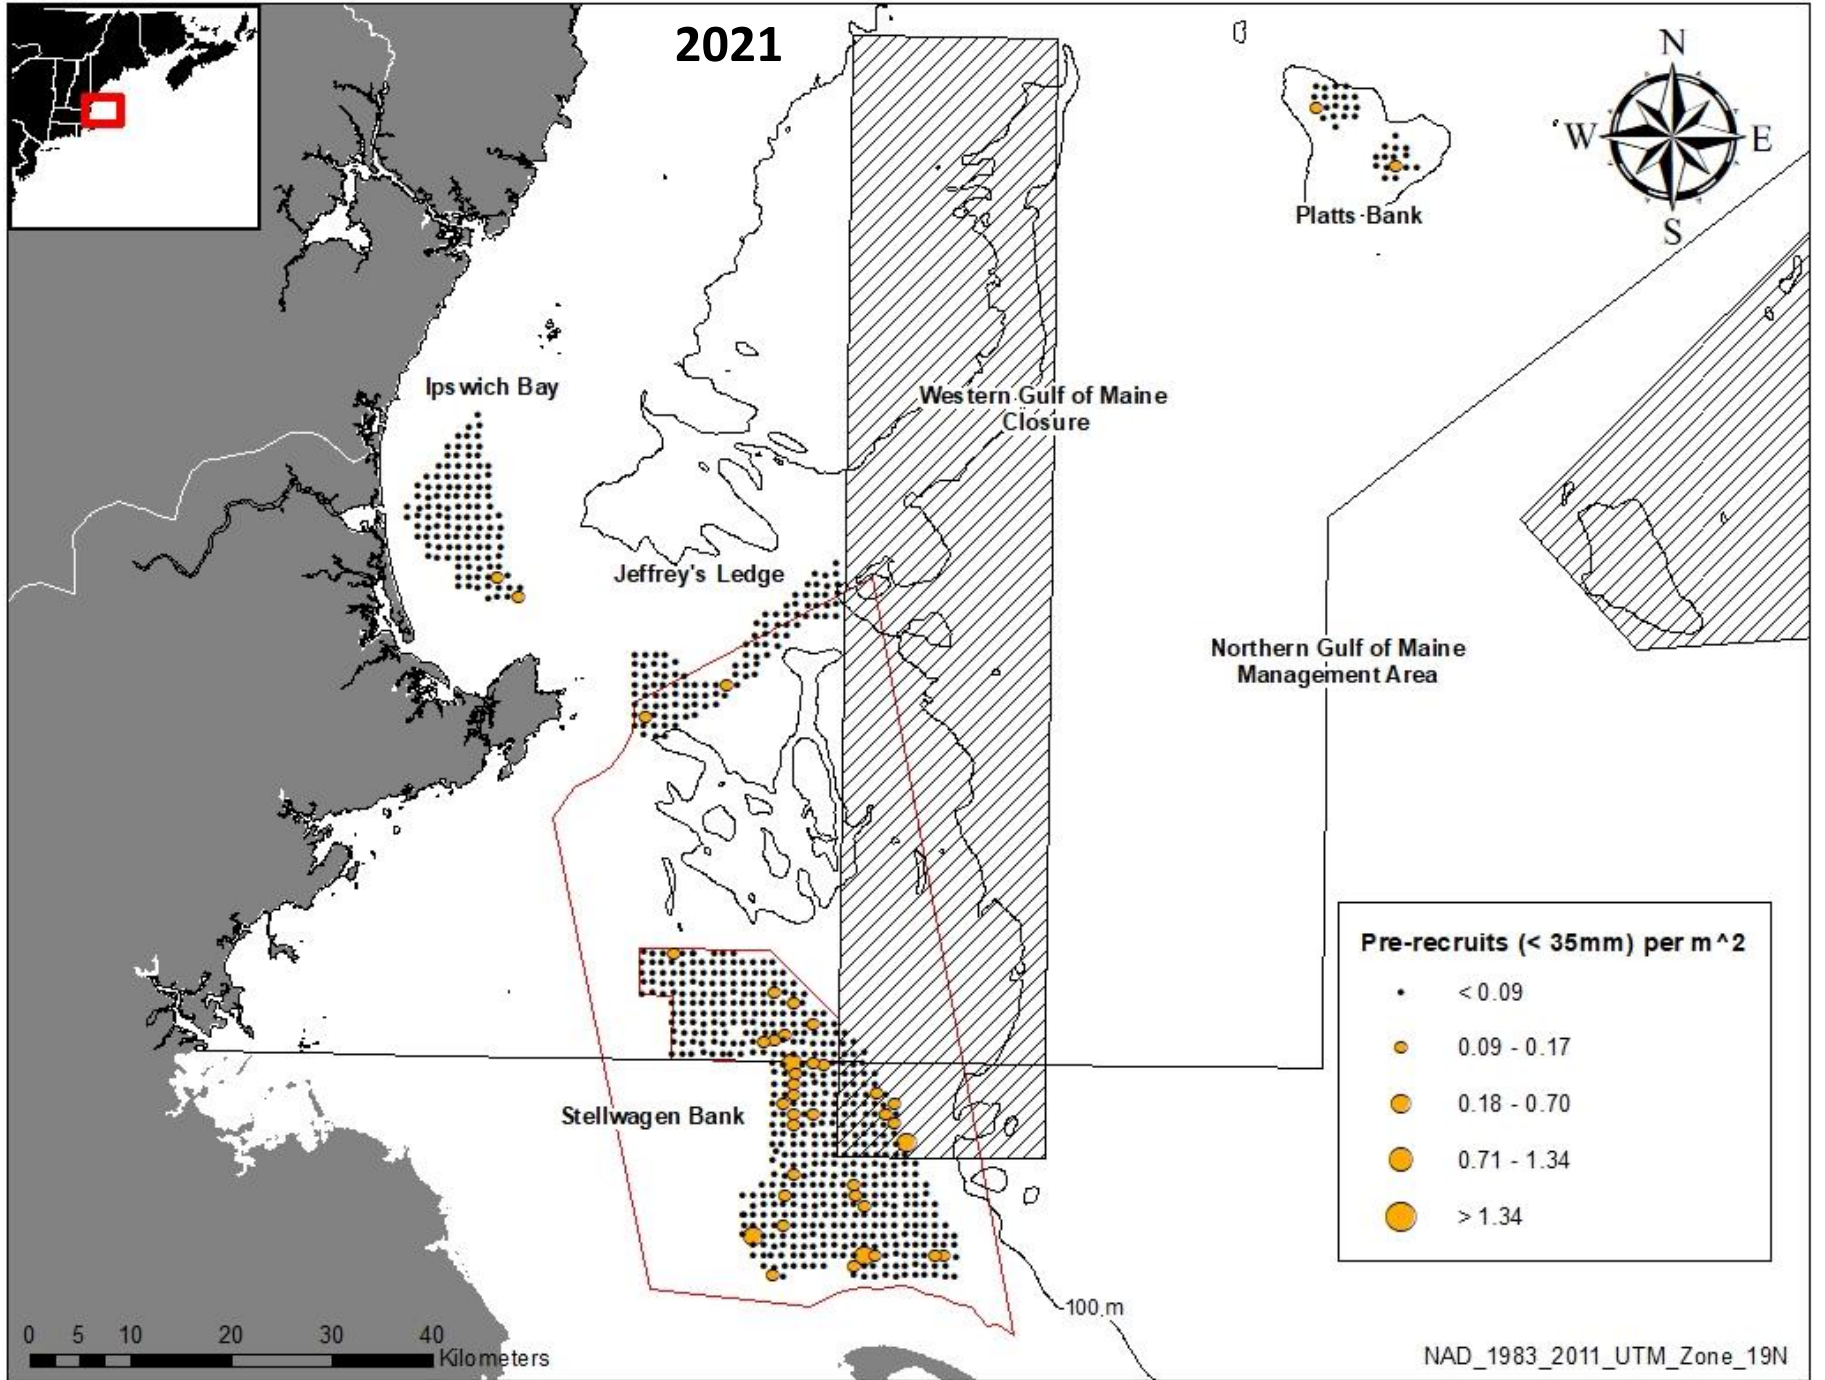 2021
N
W
E
S
Platts Bank
Ipswich Bay
Western Gulf of Maine
Closure
Jeffrey's Ledge
Northern Gulf of Maine
Management Area
Pre-recruits (< 35mm) per m^2
< 0.09
0.09 - 0.17
0.18 - 0.70
0.71 - 1.34
> 1.34
Stellwagen Bank
100 m
0 5 10 20 30 40
Kilometers
NAD_1983_2011_UTM_Zone_19N